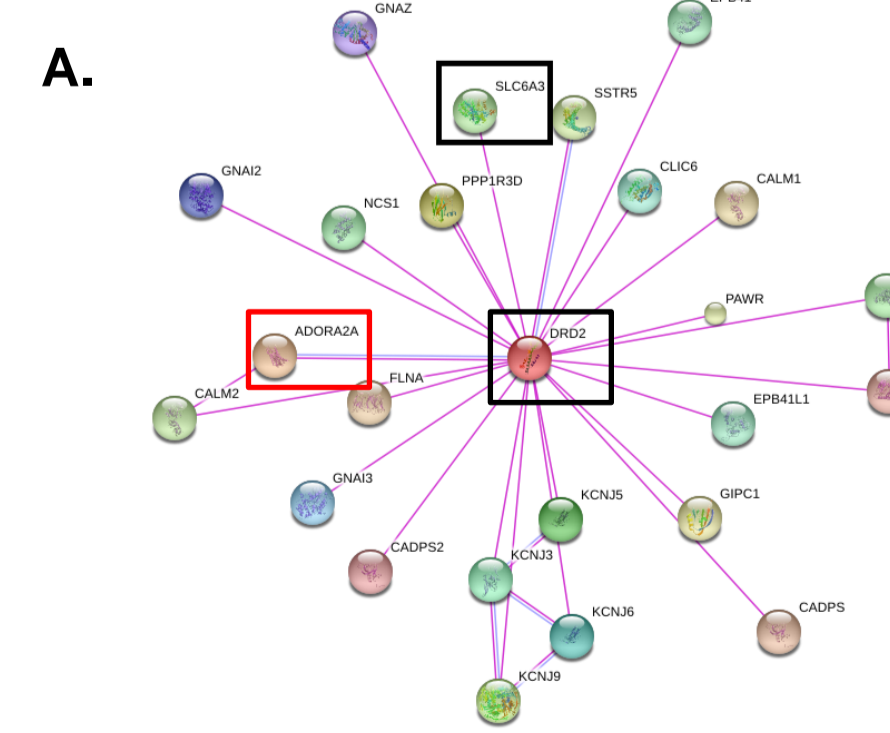 GNAZ
A.
SLC6A3
SSTR5
GNAI2
PPP1R3D
CLIC6
CALM1
NCS1
PAWR
ADORA2A
DRD2
FLNA
CALM2
EPB41L1
GNAI3
KCNJ5
GIPC1
CADPS2
KCNJ3
KCNJ6
CADPS
KCNJ9